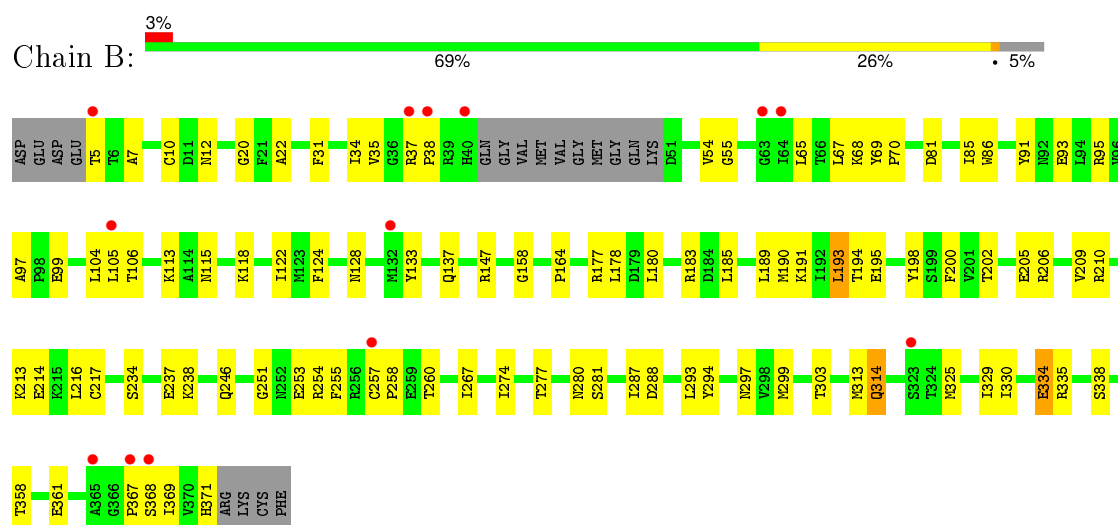 3%
Chain B:
69% 26% • 5%
ASP GLU ASP GLU T5 T6 A7 C10 D11 N12 G20 F21 A22 F31 I34 V35 G36 R37 P38 R39 H40 GLN GLY VAL MET VAL GLY MET GLY GLN LYS D51 V54 G55 G63 I64 L65 T66 L67 K68 Y69 P70 D81 I85 W86 Y91 N92 E93 L94 R95 V96
A97 P98 E99 L104 L105 T106 K113 A114 N115 K118 I122 M123 F124 N128 M132 Y133 Q137 R147 G158 P164 R177 L178 D179 L180 R183 D184 L185 L189 M190 K191 I192 L193 T194 E195 Y198 S199 F200 V201 T202 E205 R206 V209 R210
K213 E214 K215 L216 C217 S234 E237 K238 Q246 G251 N252 E253 R254 F255 R256 C257 P258 E259 T260 I267 I274 T277 N280 S281 I287 D288 L293 Y294 N297 V298 M299 T303 M313 Q314 S323 T324 M325 I329 I330 E334 R335 S338
T358 E361 A365 G366 P367 S368 I369 V370 H371 ARG LYS CYS PHE